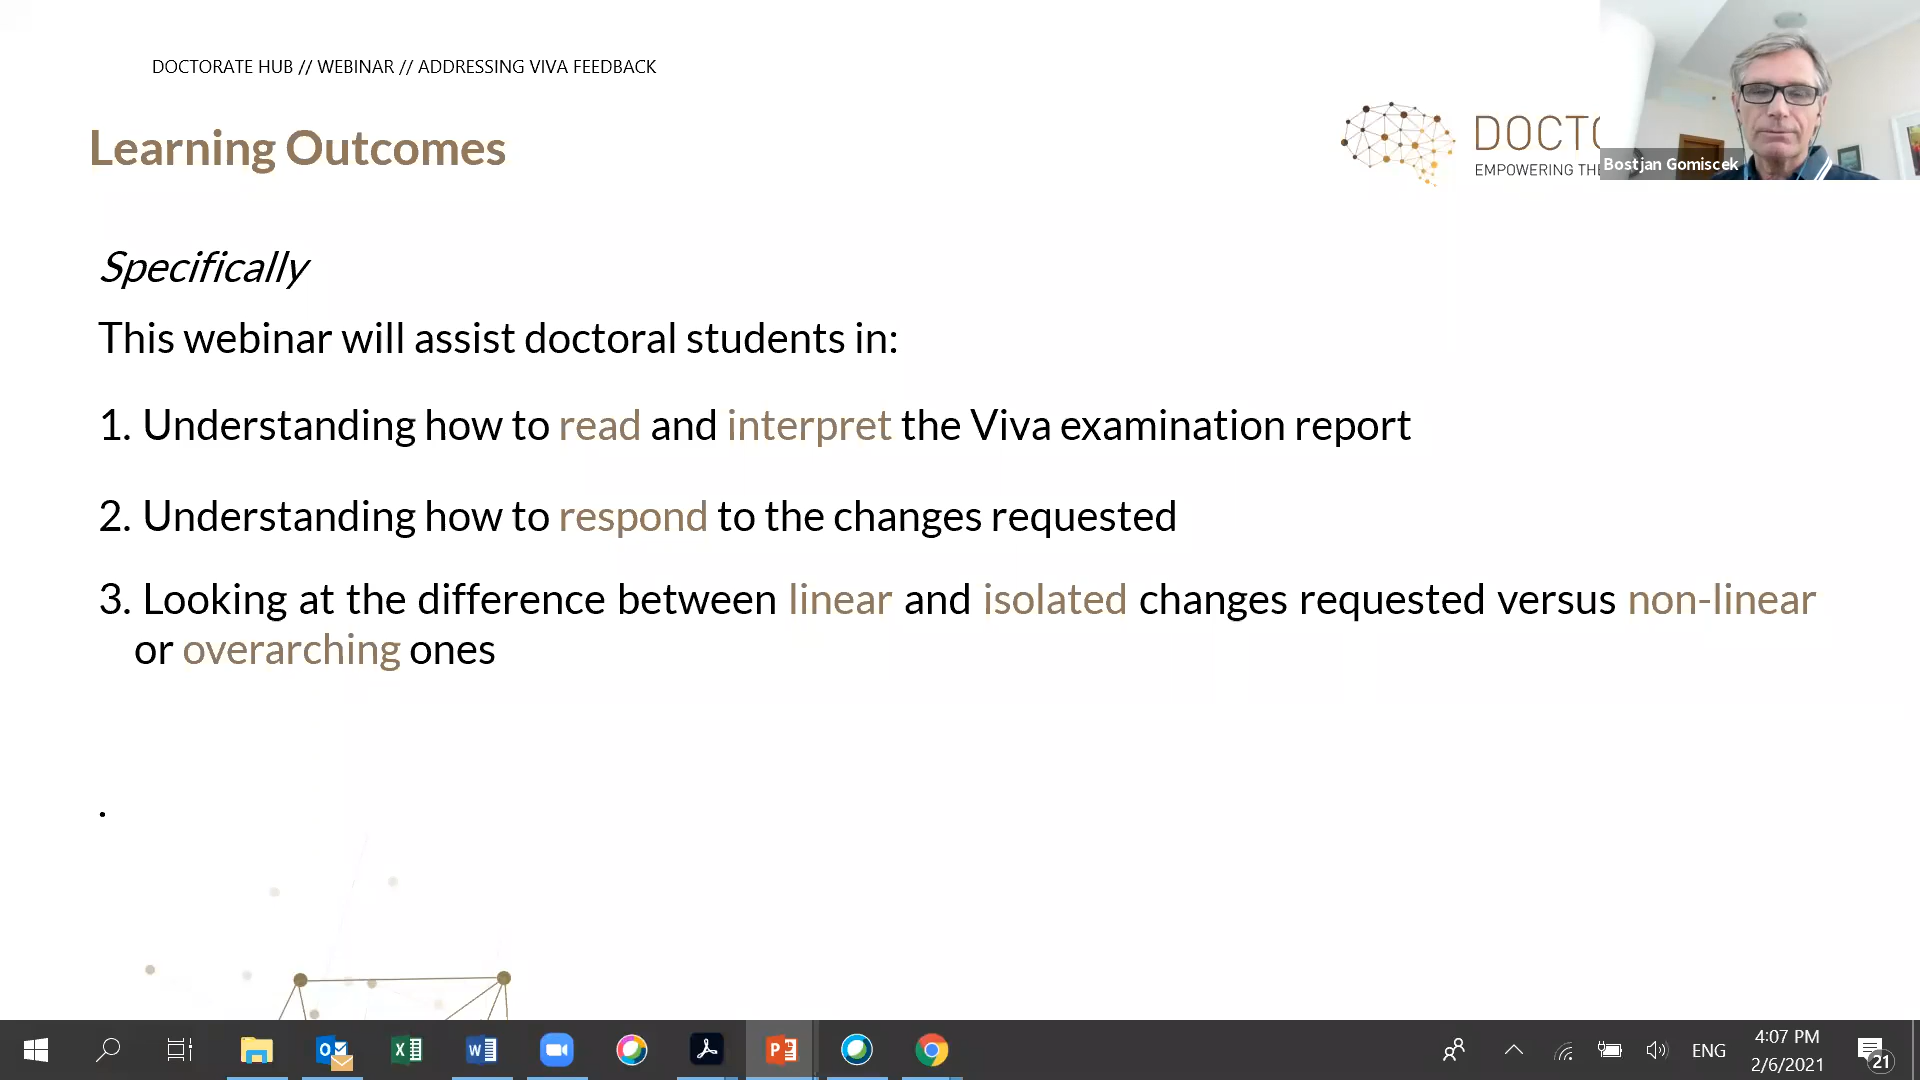 DOCTORATE HUB // WEBINAR // ADDRESSING VIVA FEEDBACK
Learning Outcomes
DOCTO
EMPOWERING THE
Bostjan Gomiscek
Specifically
This webinar will assist doctoral students in:
1. Understanding how to read and interpret the Viva examination report
2. Understanding how to respond to the changes requested
3. Looking at the difference between linear and isolated changes requested versus non-linear
or overarching ones
.
ENG
4:07 PM
2/6/2021
21